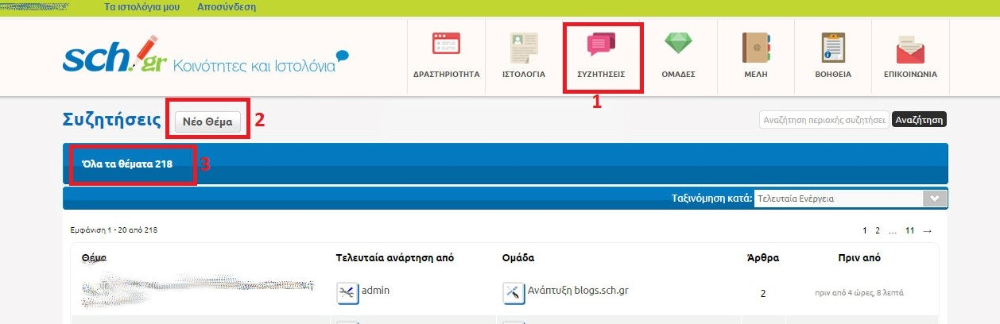 Τα ιστολόγια μου Αποσύνδεση
sch.gr Κοινότητες και Ιστολόγια
ΔΡΑΣΤΗΡΙΟΤΗΤΑ ΙΣΤΟΛΟΓΙΑ ΣΥΖΗΤΗΣΕΙΣ ΟΜΑΔΕΣ ΜΕΛΗ ΒΟΗΘΕΙΑ ΕΠΙΚΟΙΝΩΝΙΑ
1
Συζητήσεις Νέο Θέμα 2 Αναζήτηση περιοχής συζητήσει Αναζήτηση
Όλα τα θέματα 218 3
Ταξινόμηση κατά: Τελευταία Ενέργεια
Εμφάνιση 1 - 20 από 218 1 2 … 11 →
Θέμα Τελευταία ανάρτηση από Ομάδα Άρθρα Πριν από
admin Ανάπτυξη blogs.sch.gr 2 πριν από 4 ώρες, 8 λεπτά